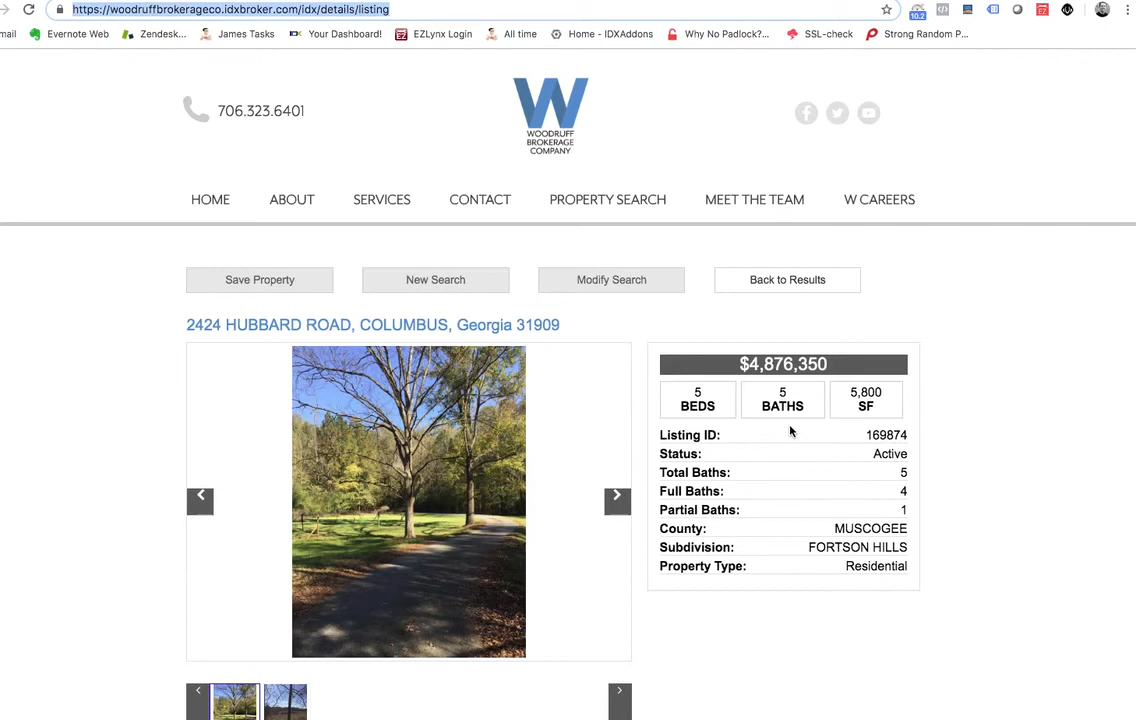 https://woodruffbrokerageco.idxbroker.com/idx/details/listing
10.2
mail Evernote Web Zendesk... James Tasks Your Dashboard! EZ EZLynx Login All time Home - IDXAddons Why No Padlock?... SSL-check Strong Random P...
706.323.6401
W
WOODRUFF
BROKERAGE
COMPANY
HOME ABOUT SERVICES CONTACT PROPERTY SEARCH MEET THE TEAM W CAREERS
Save Property New Search Modify Search Back to Results
2424 HUBBARD ROAD, COLUMBUS, Georgia 31909
$4,876,350
5 5 5,800
BEDS BATHS SF
Listing ID: 169874
Status: Active
Total Baths: 5
Full Baths: 4
Partial Baths: 1
County: MUSCOGEE
Subdivision: FORTSON HILLS
Property Type: Residential